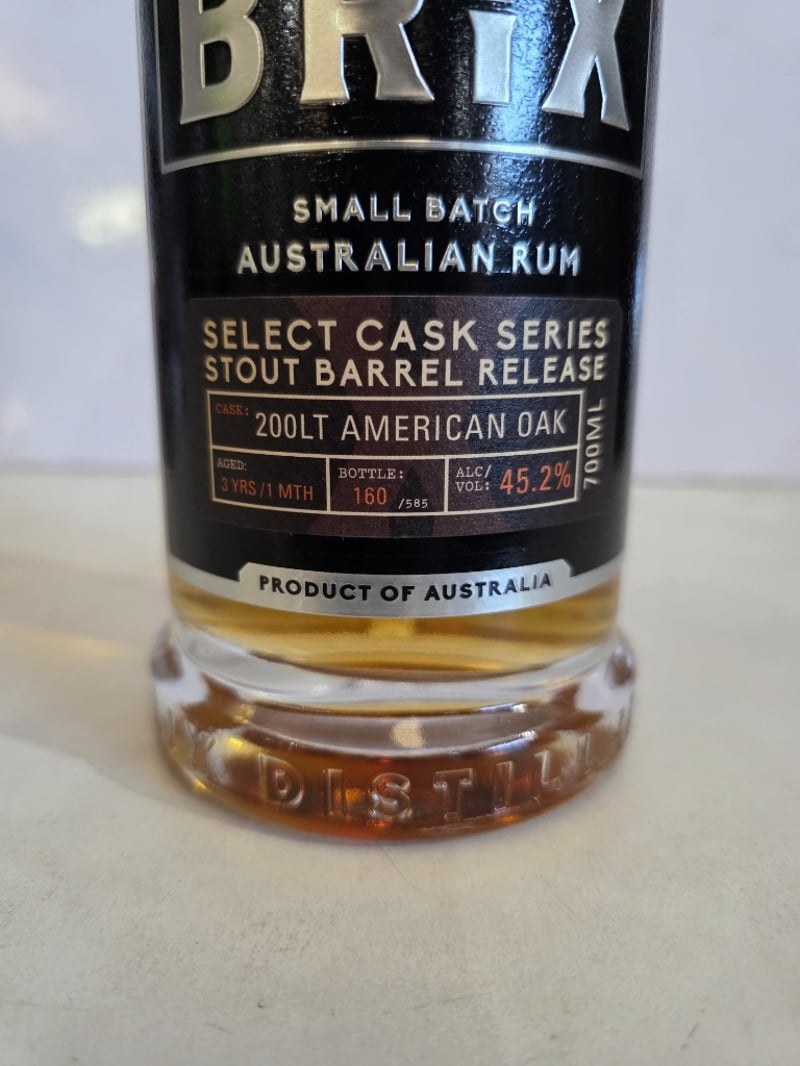 BRiX
SMALL BATCH
AUSTRALIAN RUM
SELECT CASK SERIES
STOUT BARREL RELEASE
CASK: 200LT AMERICAN OAK
700ML
AGED: 3 YRS/1 MTH
BOTTLE: 160 /585
ALC/VOL: 45.2%
PRODUCT OF AUSTRALIA